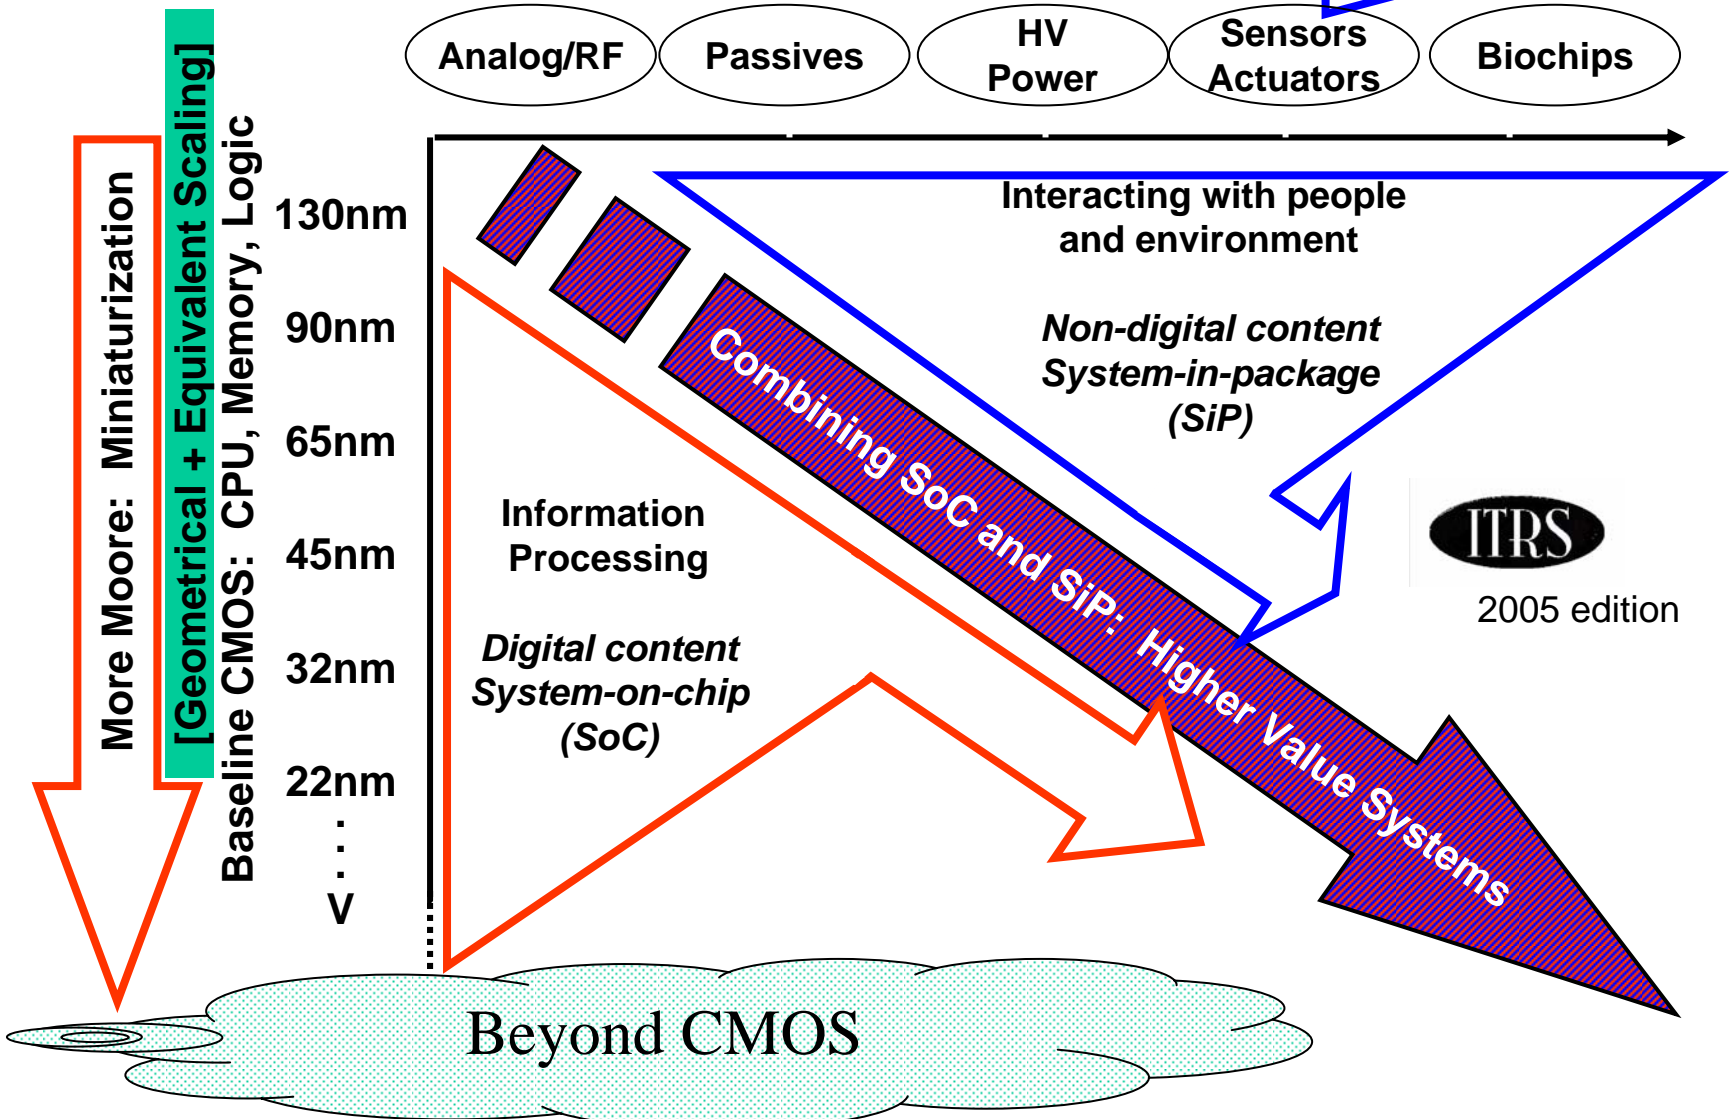 Analog/RF
Passives
HV
Power
Sensors
Actuators
Biochips
More Moore: Miniaturization
[Geometrical + Equivalent Scaling]
Baseline CMOS: CPU, Memory, Logic
130nm
90nm
65nm
45nm
32nm
22nm
.
.
.
V
Interacting with people
and environment
Non-digital content
System-in-package
(SiP)
Combining SoC and SiP: Higher Value Systems
Information
Processing
Digital content
System-on-chip
(SoC)
ITRS
2005 edition
Beyond CMOS